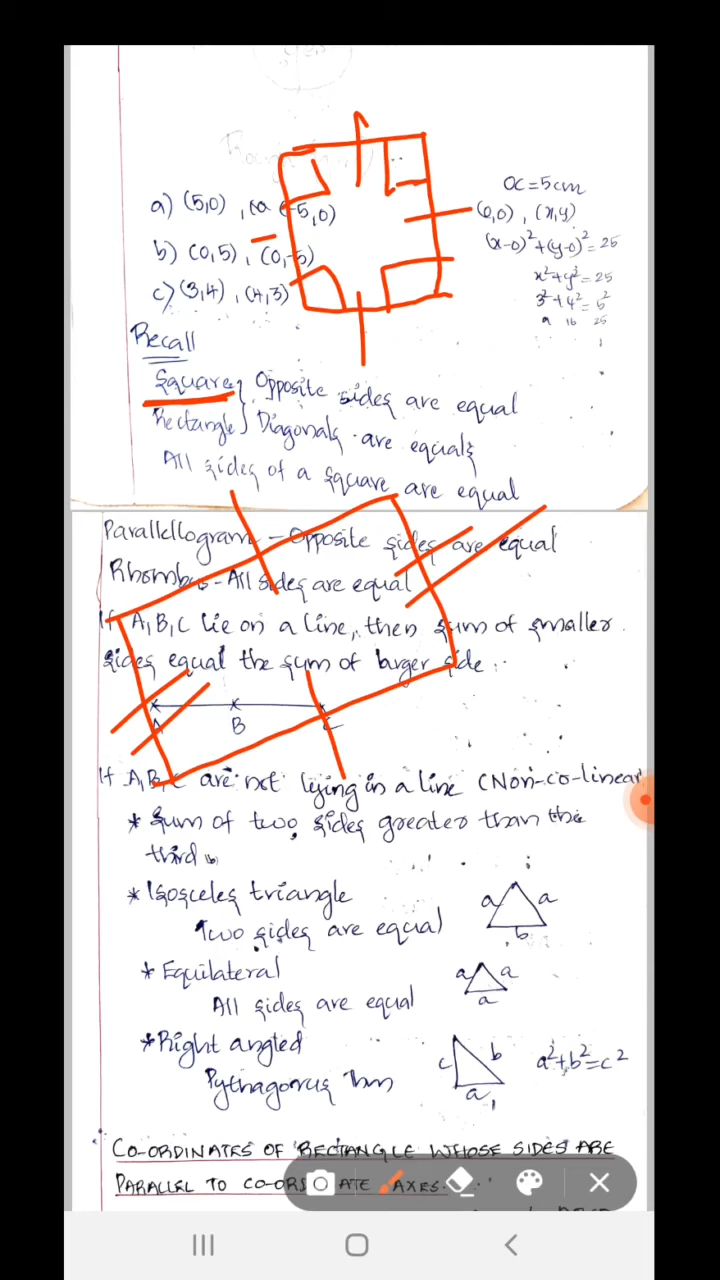 OC=5cm
a) (5,0) , (-5,0)
(0,0) , (x,y)
b) (0,5) , (0,-5)
(x-0)²+(y-0)²=25
c) (3,4) , (4,3)
x²+y²=25
3²+4²=5²
9 16 25
Recall
Square } Opposite sides are equal
Rectangle } Diagonals are equal
All sides of a square are equal
Parallellogram - Opposite sides are equal
Rhombus - All sides are equal
If A,B,C lie on a line, then sum of smaller
sides equal the sum of larger side
A B C
If A,B,C are not lying in a line (Non-co-linear
* Sum of two sides greater than the
third
* Isosceles triangle
a a
Two sides are equal
b
* Equilateral
a a
All sides are equal
a
* Right angled
c b a²+b²=c²
Pythagorus Thm
a
CO-ORDINATES OF RECTANGLE WHOSE SIDES ARE
PARALLEL TO CO-ORDINATE AXES.